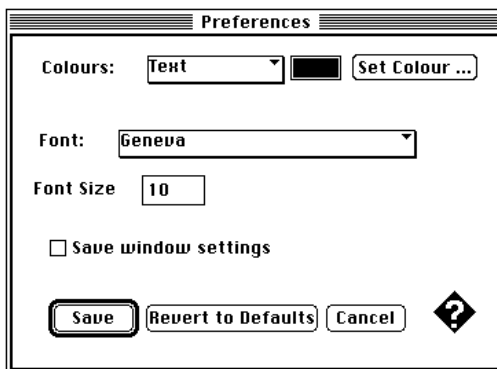 Preferences
Colours: Text Set Colour ...
Font: Geneva
Font Size 10
Save window settings
Save Revert to Defaults Cancel ?